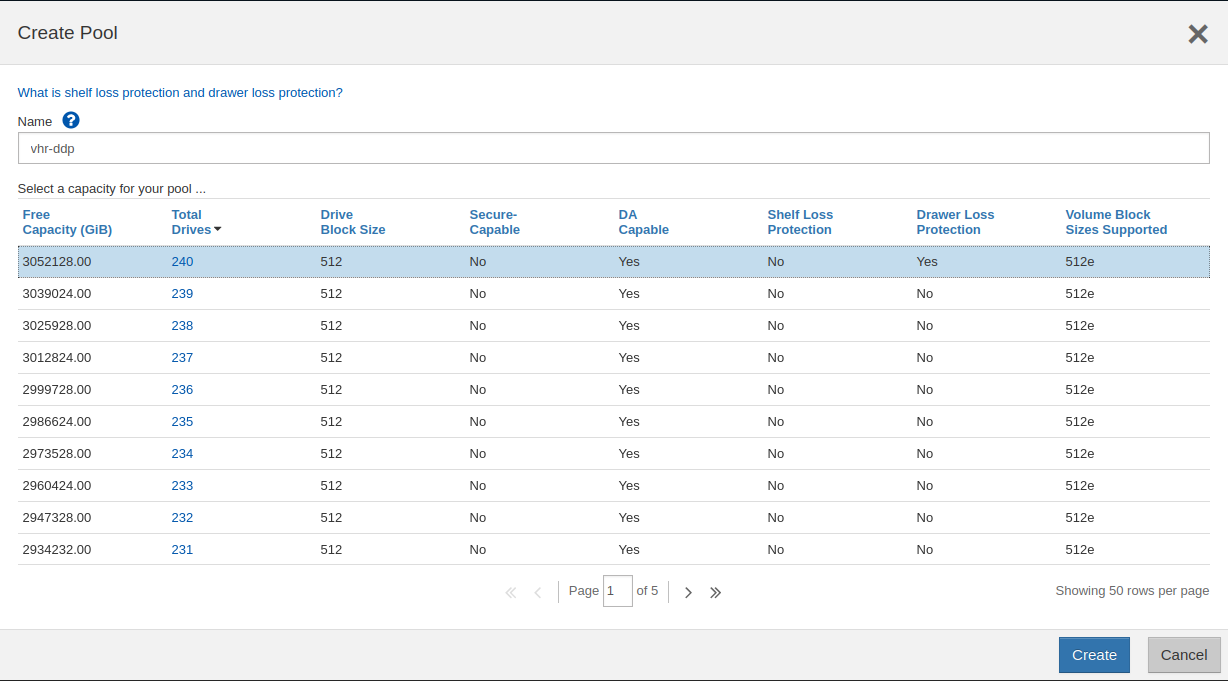 Create Pool
What is shelf loss protection and drawer loss protection?
Name ?
vhr-ddp
Select a capacity for your pool ...
Free Capacity (GiB) Total Drives Drive Block Size Secure-Capable DA Capable Shelf Loss Protection Drawer Loss Protection Volume Block Sizes Supported
3052128.00 240 512 No Yes No Yes 512e
3039024.00 239 512 No Yes No No 512e
3025928.00 238 512 No Yes No No 512e
3012824.00 237 512 No Yes No No 512e
2999728.00 236 512 No Yes No No 512e
2986624.00 235 512 No Yes No No 512e
2973528.00 234 512 No Yes No No 512e
2960424.00 233 512 No Yes No No 512e
2947328.00 232 512 No Yes No No 512e
2934232.00 231 512 No Yes No No 512e
Page 1 of 5
Showing 50 rows per page
Create Cancel